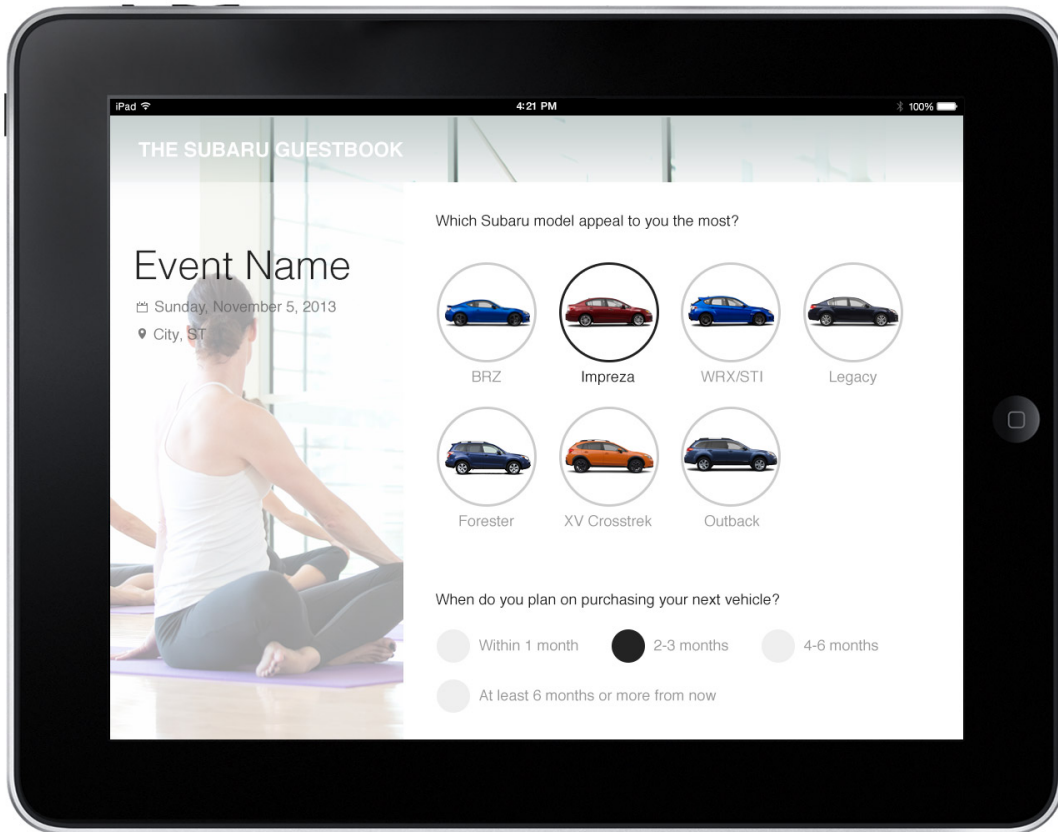 iPad 4:21 PM 100%
THE SUBARU GUESTBOOK
Event Name
Sunday, November 5, 2013
City, ST
Which Subaru model appeal to you the most?
BRZ Impreza WRX/STI Legacy
Forester XV Crosstrek Outback
When do you plan on purchasing your next vehicle?
Within 1 month 2-3 months 4-6 months
At least 6 months or more from now